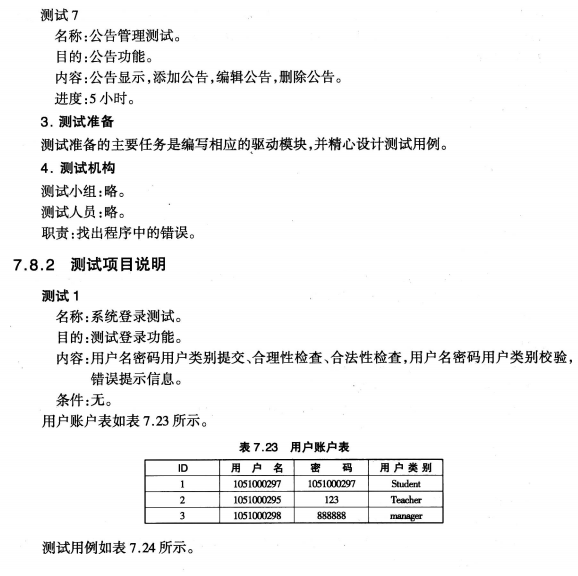 测试 7
名称:公告管理测试。
目的:公告功能。
内容:公告显示,添加公告,编辑公告,删除公告。
进度:5 小时。
3. 测试准备
测试准备的主要任务是编写相应的驱动模块,并精心设计测试用例。
4. 测试机构
测试小组:略。
测试人员:略。
职责:找出程序中的错误。
7.8.2 测试项目说明
测试 1
名称:系统登录测试。
目的:测试登录功能。
内容:用户名密码用户类别提交、合理性检查、合法性检查,用户名密码用户类别校验,
错误提示信息。
条件:无。
用户账户表如表 7.23 所示。
表 7.23 用户账户表
ID 用户名 密码 用户类别
1 1051000297 1051000297 Student
2 1051000295 123 Teacher
3 1051000298 888888 manager
测试用例如表 7.24 所示。